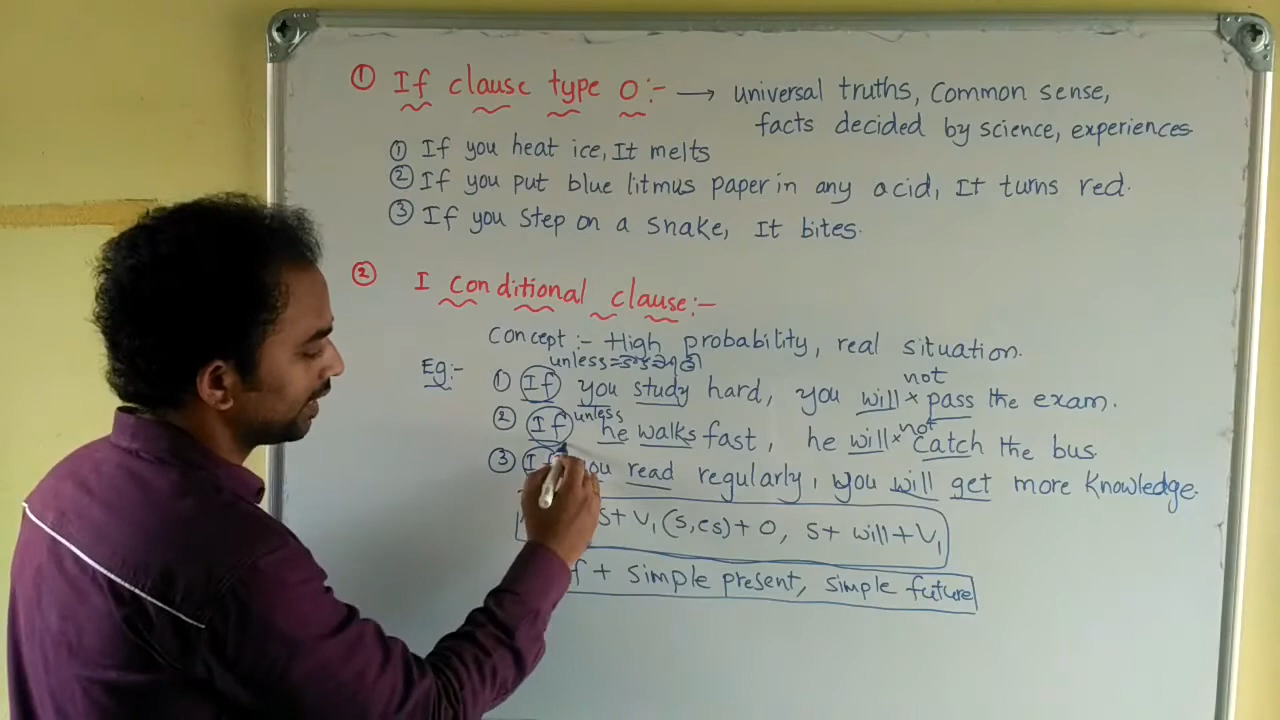 ① If clause type 0:- → universal truths, Common sense,
facts decided by science, experiences
① If you heat ice, It melts
② If you put blue litmus paper in any acid, It turns red.
③ If you step on a snake, It bites.
② I conditional clause:-
Concept :- High probability, real situation.
unless =
not
Eg:- ① If you study hard, you will × pass the exam.
unless not
② If he walks fast, he will × catch the bus.
③ If you read regularly, you will get more knowledge.
S+ V₁(s,es)+ O, S+ will + V₁
f + simple present, simple future